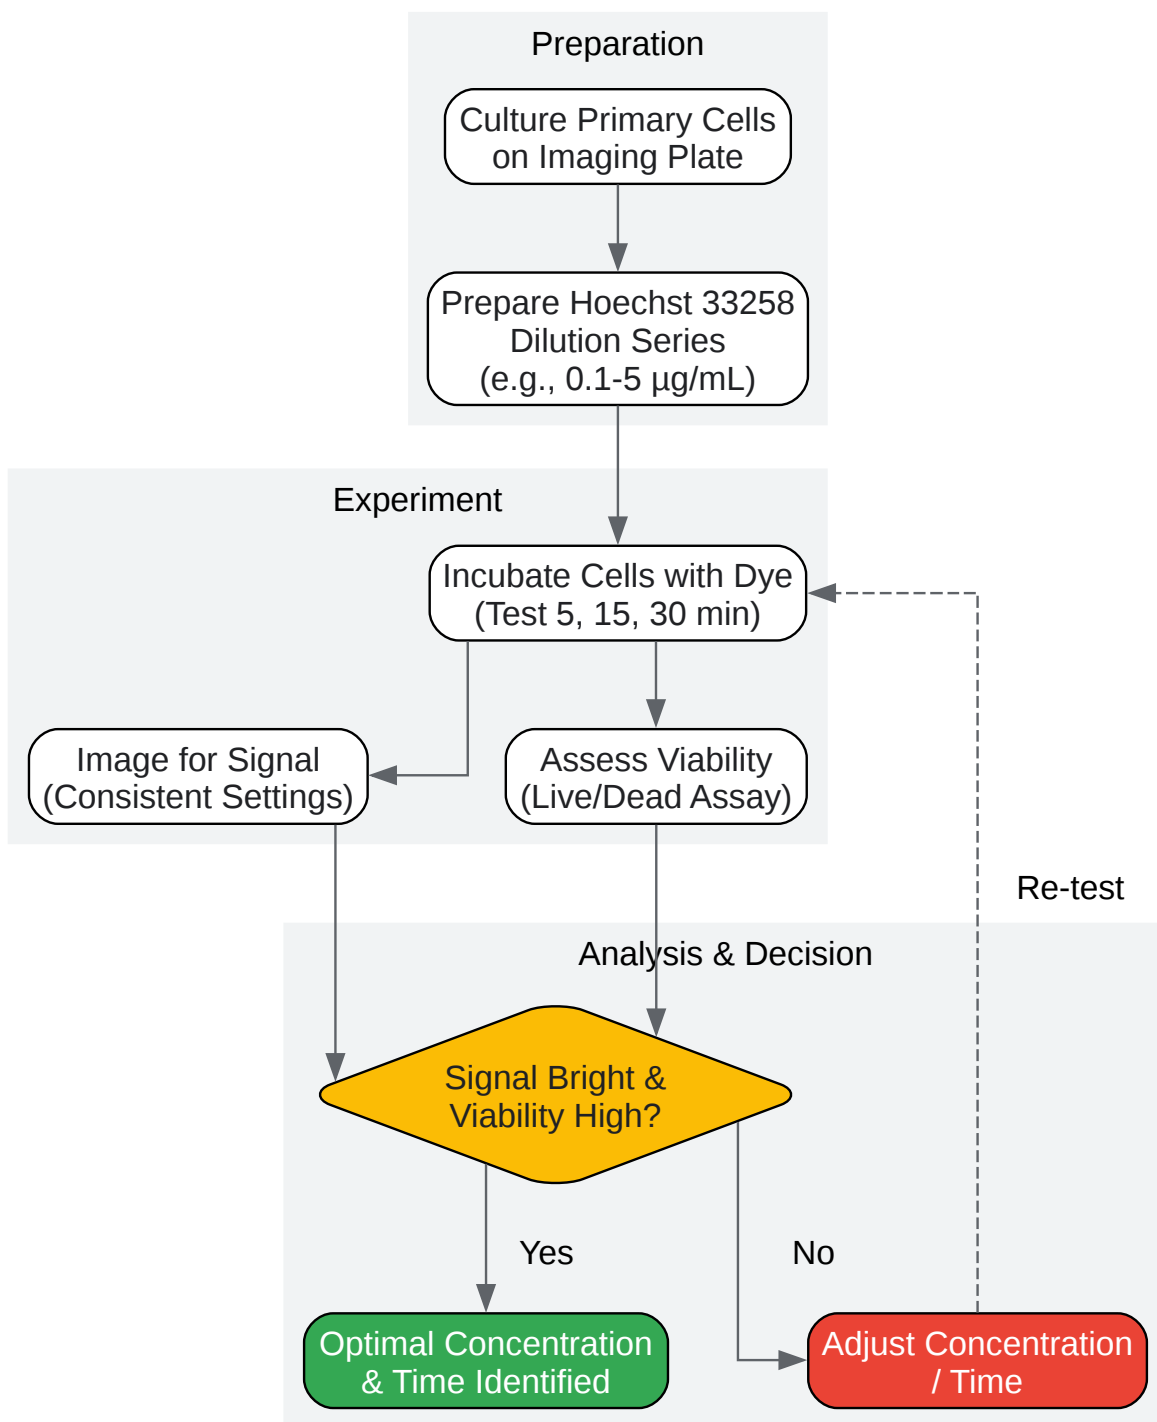 Preparation
Culture Primary Cells
on Imaging Plate
Prepare Hoechst 33258
Dilution Series
(e.g., 0.1-5 µg/mL)
Experiment
Incubate Cells with Dye
(Test 5, 15, 30 min)
Image for Signal
(Consistent Settings)
Assess Viability
(Live/Dead Assay)
Re-test
Analysis & Decision
Signal Bright &
Viability High?
Yes
No
Optimal Concentration
& Time Identified
Adjust Concentration
/ Time